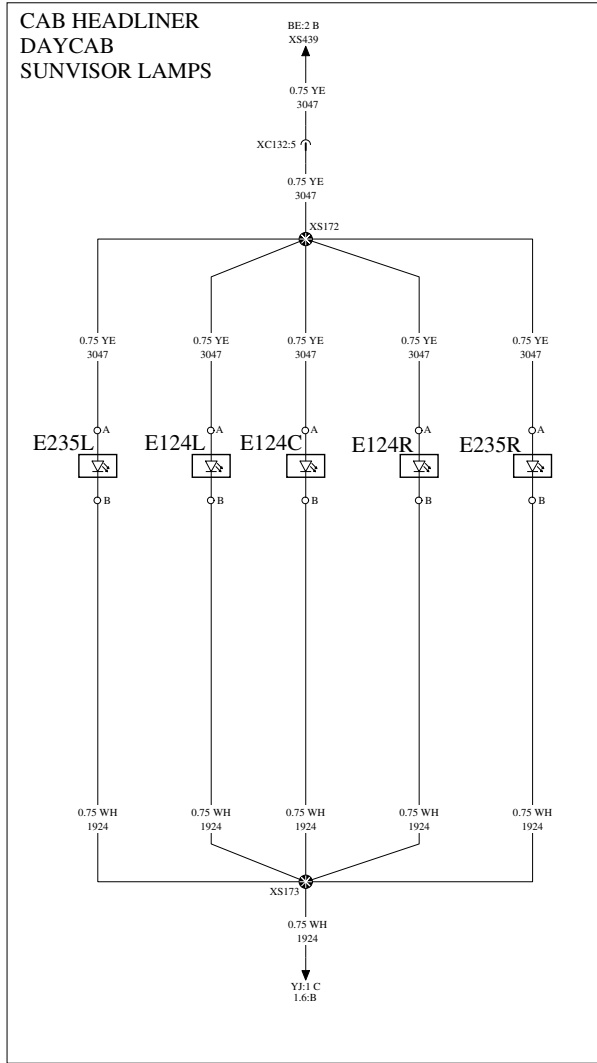 CAB HEADLINER
DAYCAB
SUNVISOR LAMPS
BE:2 B
XS439
0.75 YE
3047
XC132:5
0.75 YE
3047
XS172
0.75 YE
3047
0.75 YE
3047
0.75 YE
3047
0.75 YE
3047
0.75 YE
3047
A
A
A
A
A
E235L
E124L
E124C
E124R
E235R
B
B
B
B
B
0.75 WH
1924
0.75 WH
1924
0.75 WH
1924
0.75 WH
1924
0.75 WH
1924
XS173
0.75 WH
1924
YJ:1 C
1.6:B